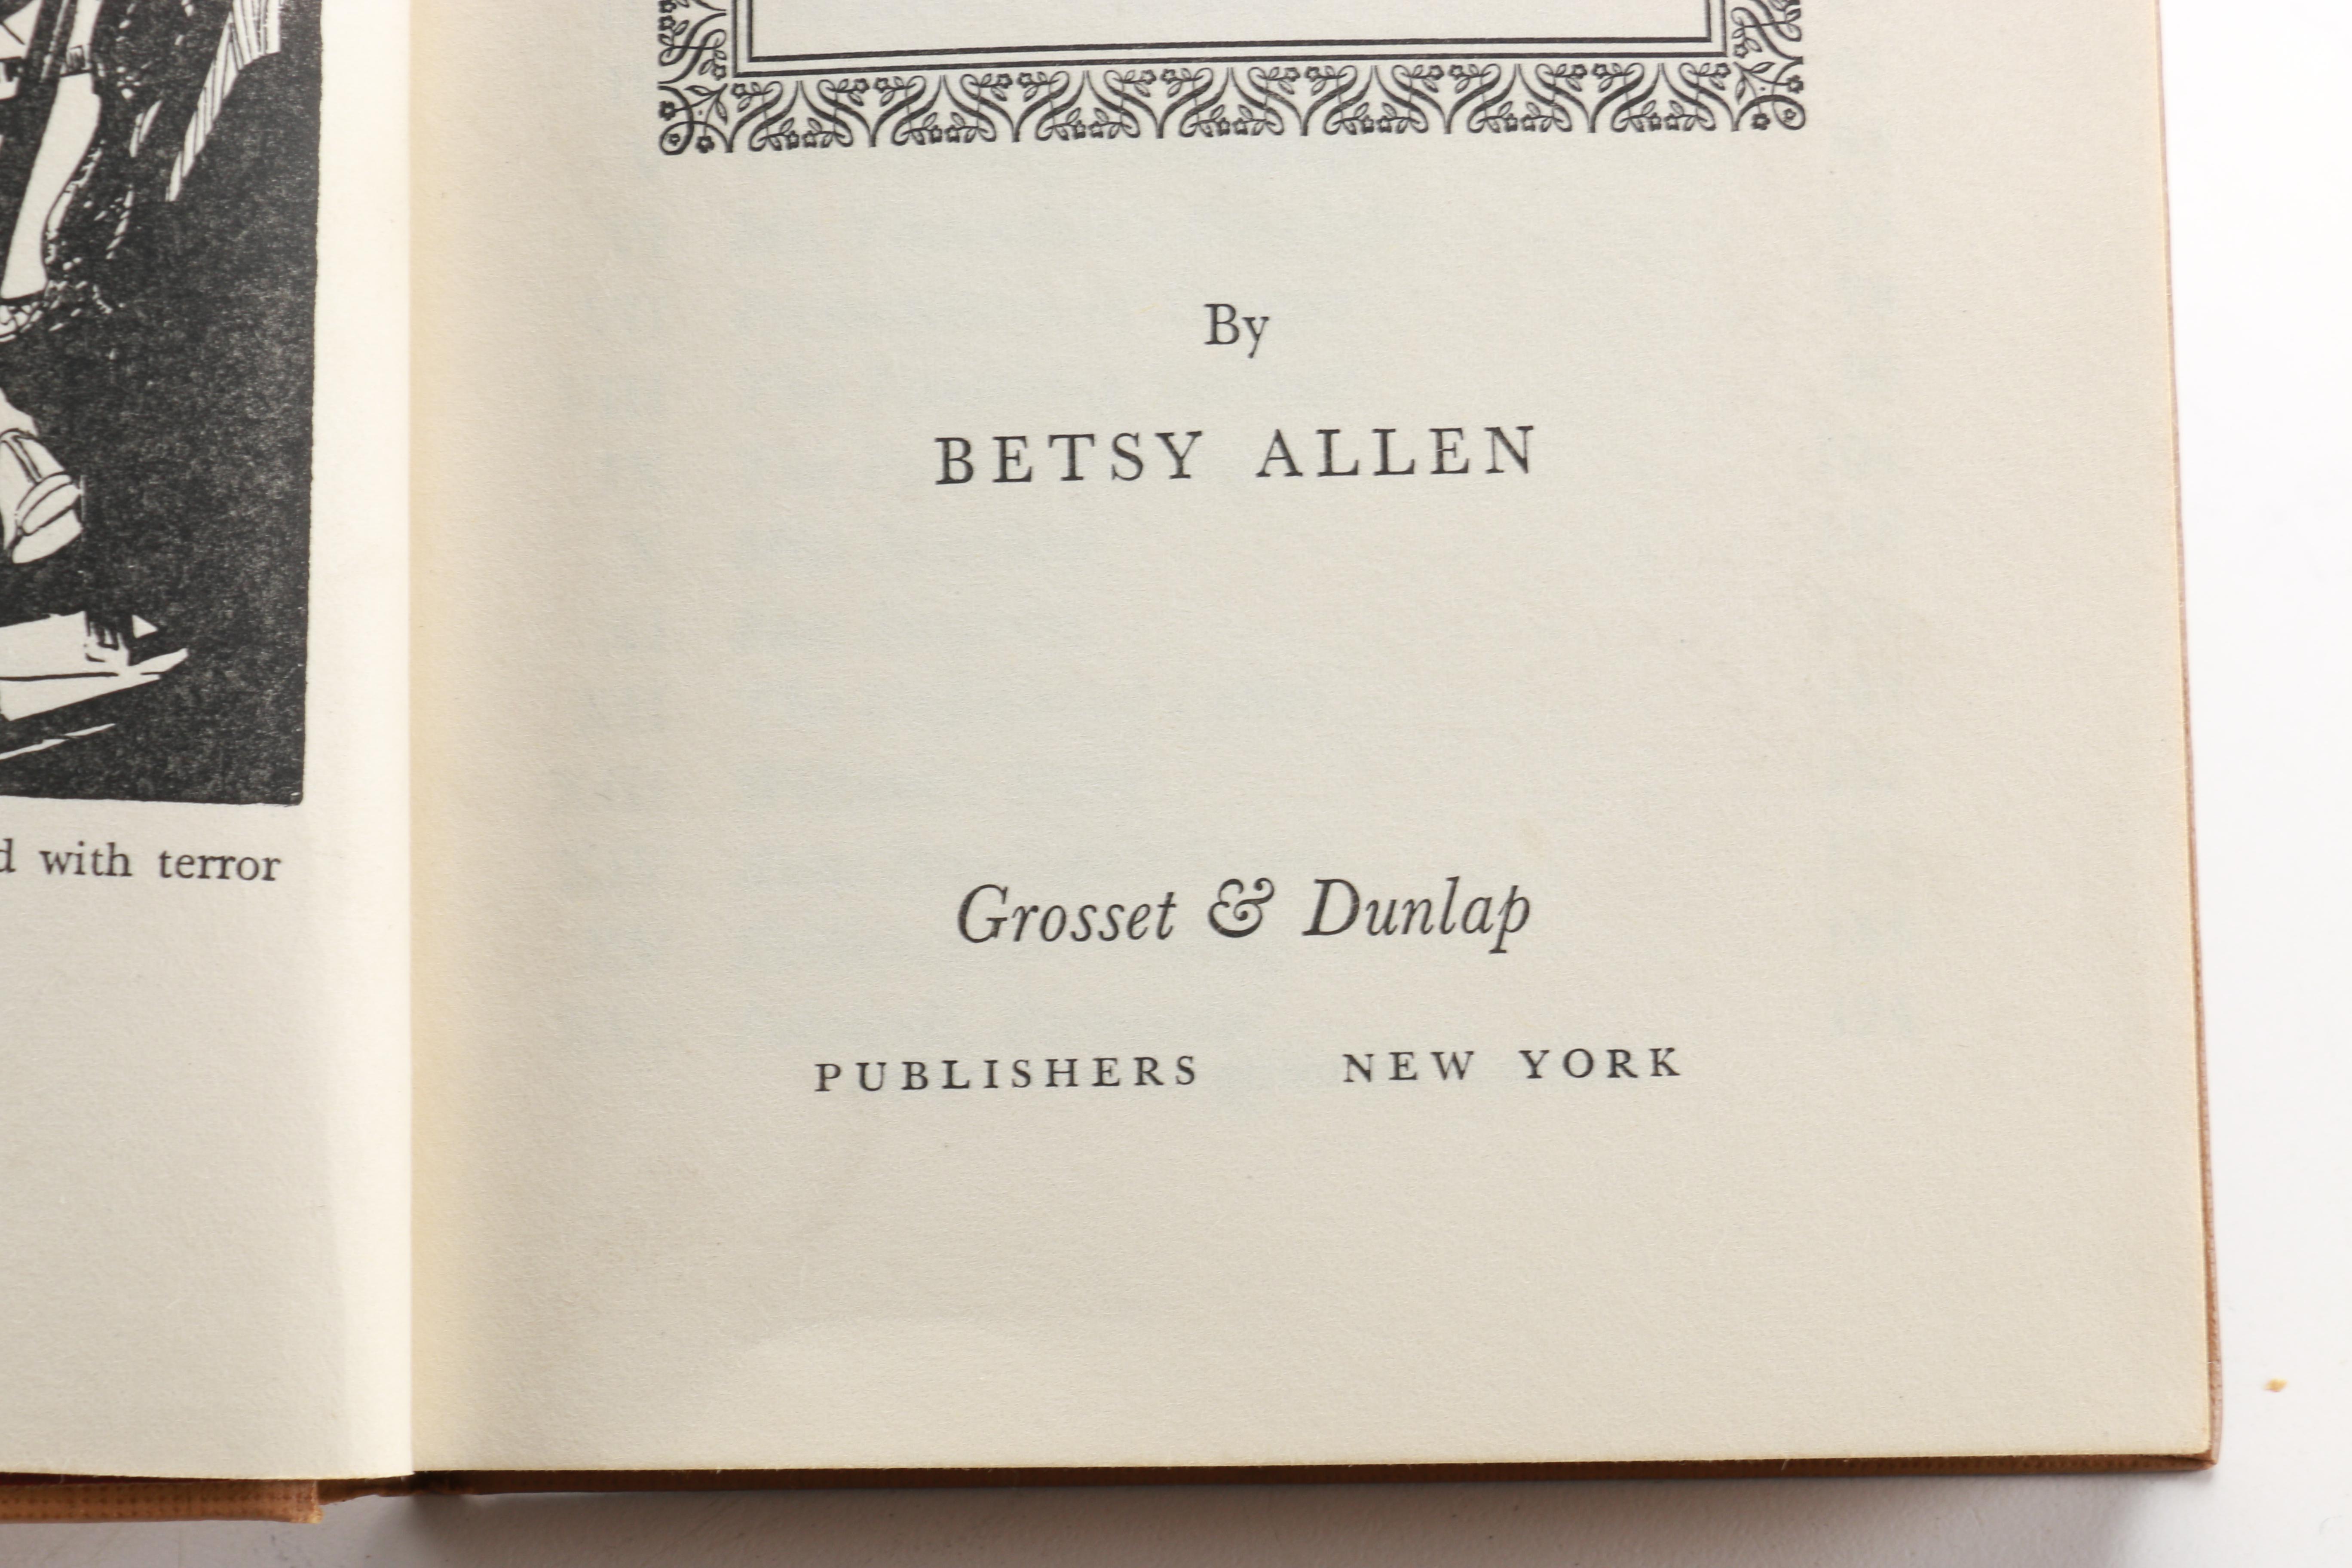 with terror
By
BETSY ALLEN
Grosset & Dunlap
PUBLISHERS NEW YORK